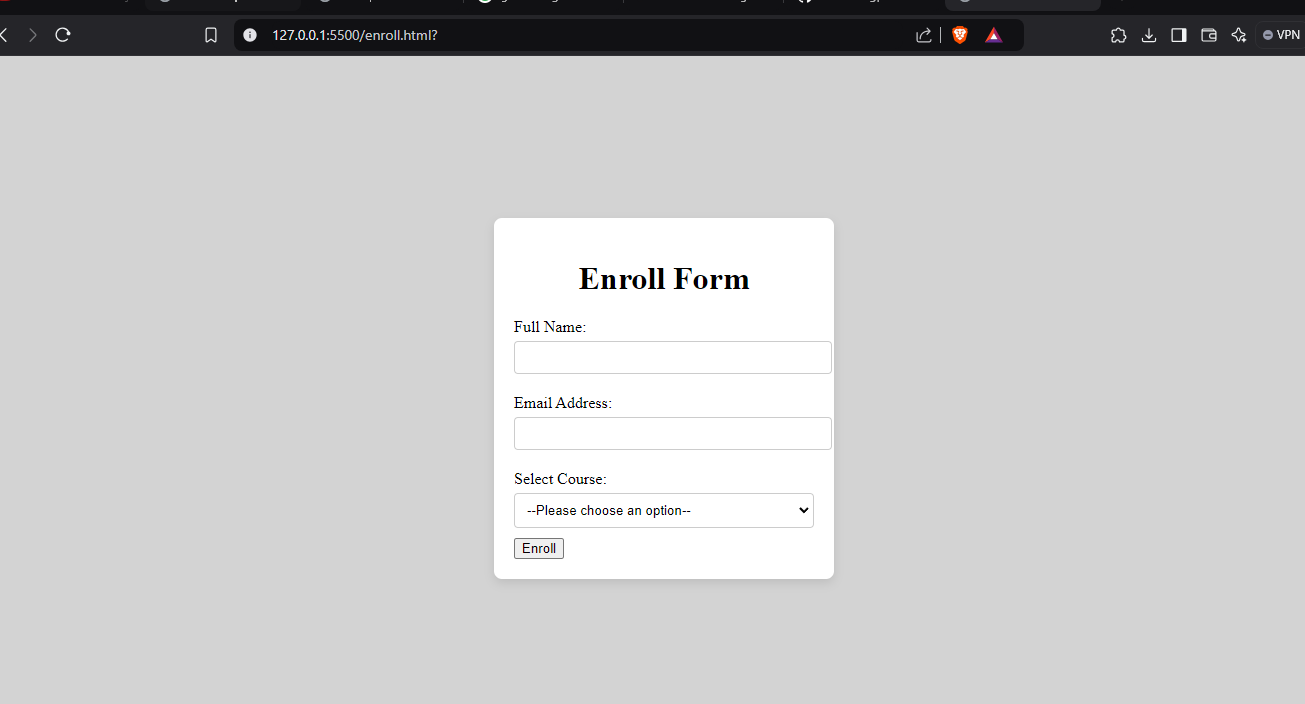 127.0.0.1:5500/enroll.html?
VPN
Enroll Form
Full Name:
Email Address:
Select Course:
--Please choose an option--
Enroll